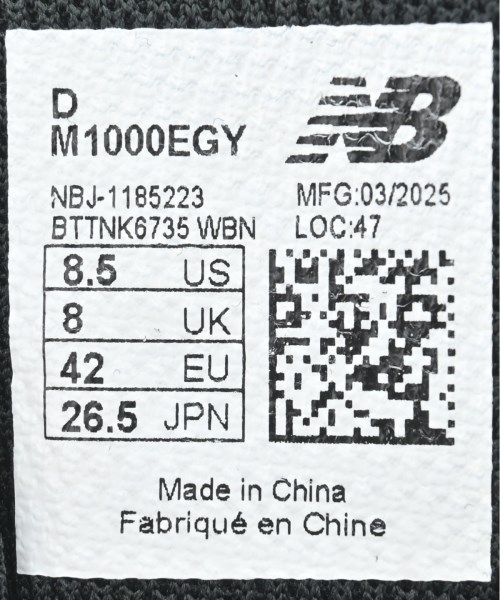 D
M1000EGY
NB
NBJ-1185223
MFG:03/2025
BTTNK6735 WBN
LOC:47
8.5 US
8 UK
42 EU
26.5 JPN
Made in China
Fabriqué en Chine